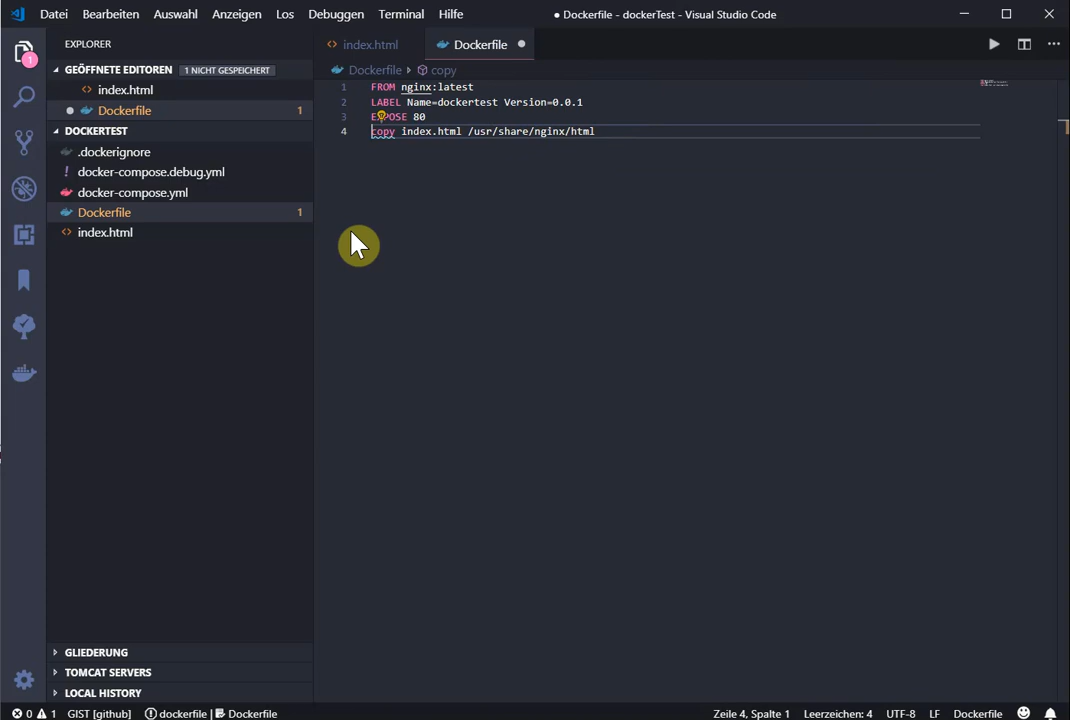 Datei Bearbeiten Auswahl Anzeigen Los Debuggen Terminal Hilfe ● Dockerfile - dockerTest - Visual Studio Code
EXPLORER
index.html
Dockerfile
GEÖFFNETE EDITOREN 1 NICHT GESPEICHERT
index.html
Dockerfile 1
DOCKERTEST
.dockerignore
docker-compose.debug.yml
docker-compose.yml
Dockerfile 1
index.html
GLIEDERUNG
TOMCAT SERVERS
LOCAL HISTORY
1
Dockerfile > copy
1 FROM nginx:latest
2 LABEL Name=dockertest Version=0.0.1
3 EXPOSE 80
4 copy index.html /usr/share/nginx/html
0 1 GIST [github] dockerfile | Dockerfile Zeile 4, Spalte 1 Leerzeichen: 4 UTF-8 LF Dockerfile